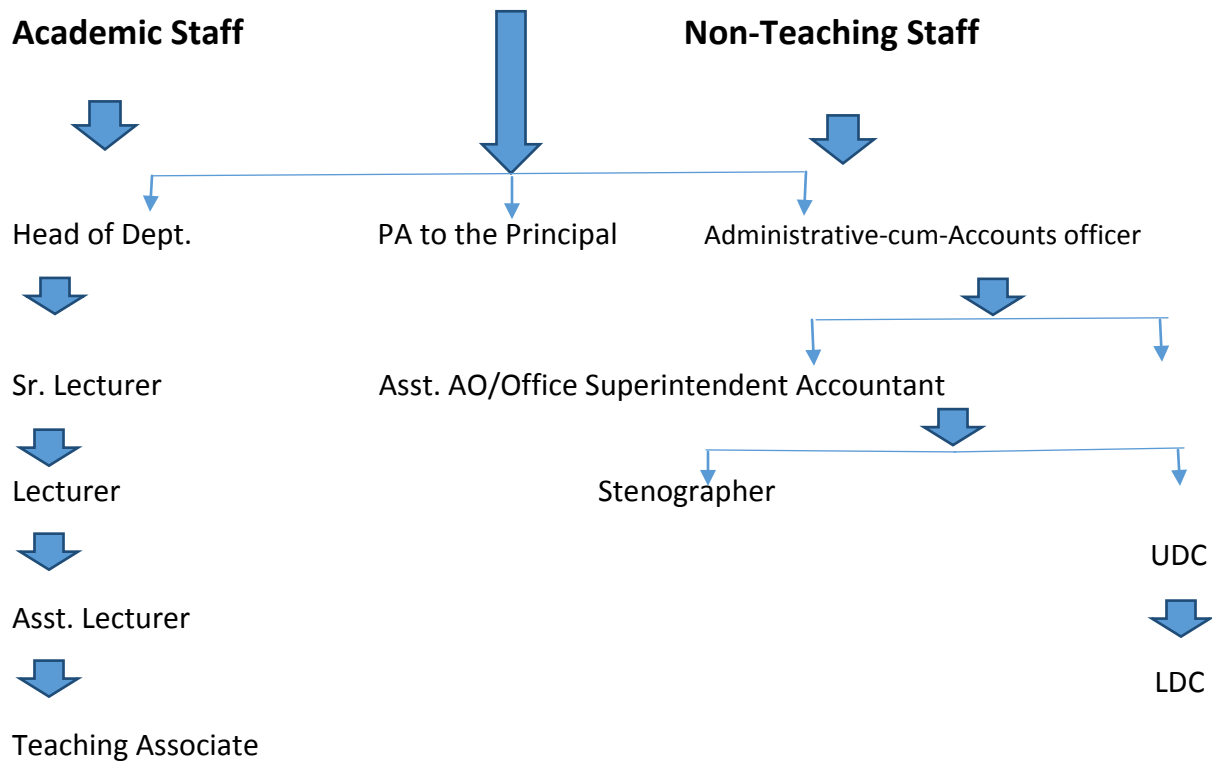 Academic Staff Non-Teaching Staff
Head of Dept. PA to the Principal Administrative-cum-Accounts officer
Sr. Lecturer Asst. AO/Office Superintendent Accountant
Lecturer Stenographer
UDC
Asst. Lecturer
LDC
Teaching Associate